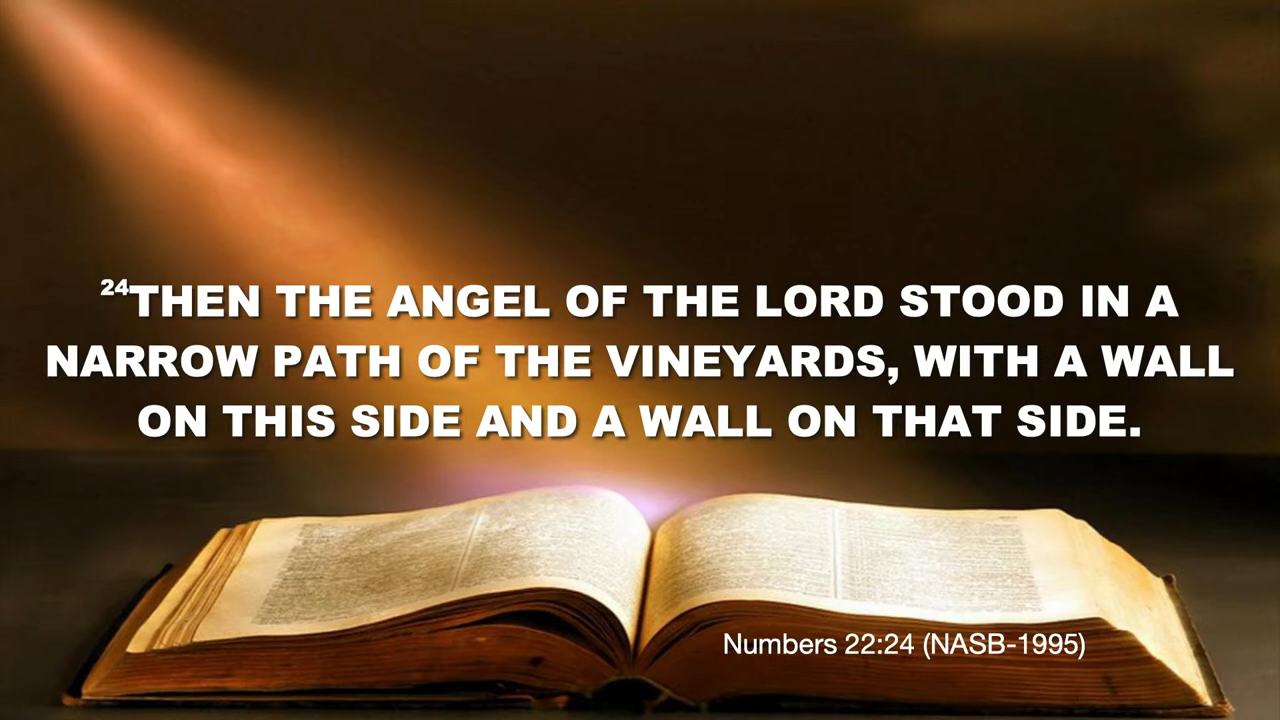 24THEN THE ANGEL OF THE LORD STOOD IN A
NARROW PATH OF THE VINEYARDS, WITH A WALL
ON THIS SIDE AND A WALL ON THAT SIDE.
Numbers 22:24 (NASB-1995)